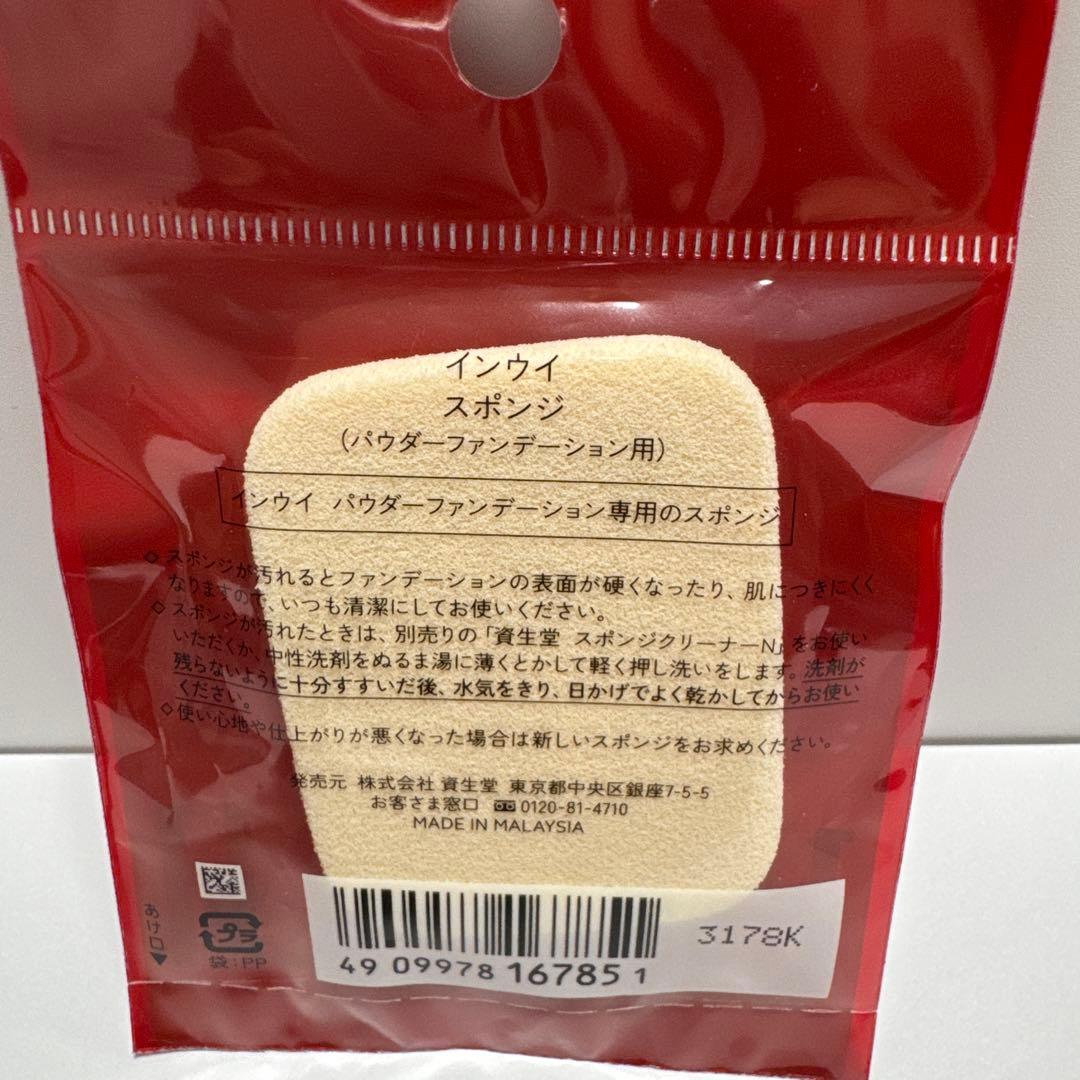 インウイ
スポンジ
(パウダーファンデーション用)
インウイ パウダーファンデーション専用のスポンジ
◇スポンジが汚れるとファンデーションの表面が硬くなったり、肌につきにくく
なりますので、いつも清潔にしてお使いください。
◇スポンジが汚れたときは、別売りの「資生堂 スポンジクリーナーN」をお使い
いただくか、中性洗剤をぬるま湯に薄くとかして軽く押し洗いをします。洗剤が
残らないように十分すすいだ後、水気をきり、日かげでよく乾かしてからお使い
ください。
◇使い心地や仕上がりが悪くなった場合は新しいスポンジをお求めください。
発売元 株式会社 資生堂 東京都中央区銀座7-5-5
お客さま窓口 0120-81-4710
MADE IN MALAYSIA
あけ口
プラ
袋:PP
4909978167851
3178K